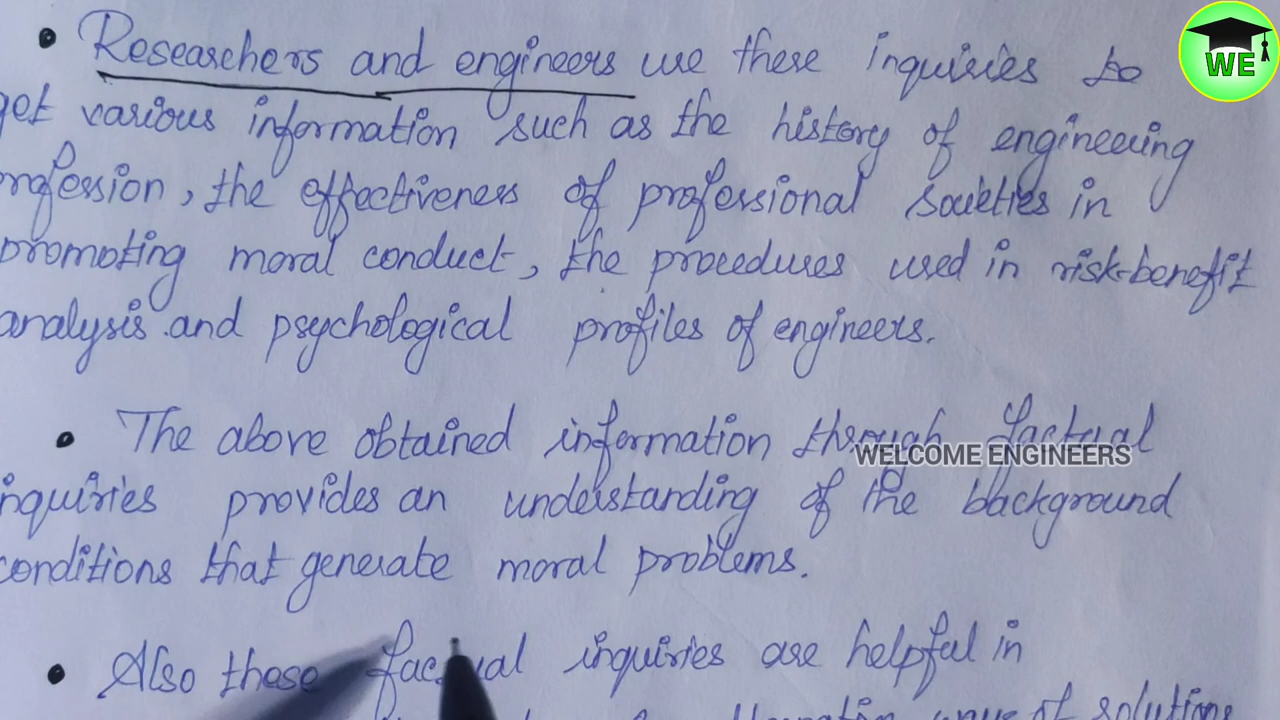 • Researchers and engineers use these inquiries to
get various information such as the history of engineering
profession, the effectiveness of professional societies in
promoting moral conduct, the procedures used in risk-benefit
analysis and psychological profiles of engineers.
• The above obtained information through factual
inquiries provides an understanding of the background
conditions that generate moral problems.
• Also these factual inquiries are helpful in
ways of solutions
WE
WELCOME ENGINEERS